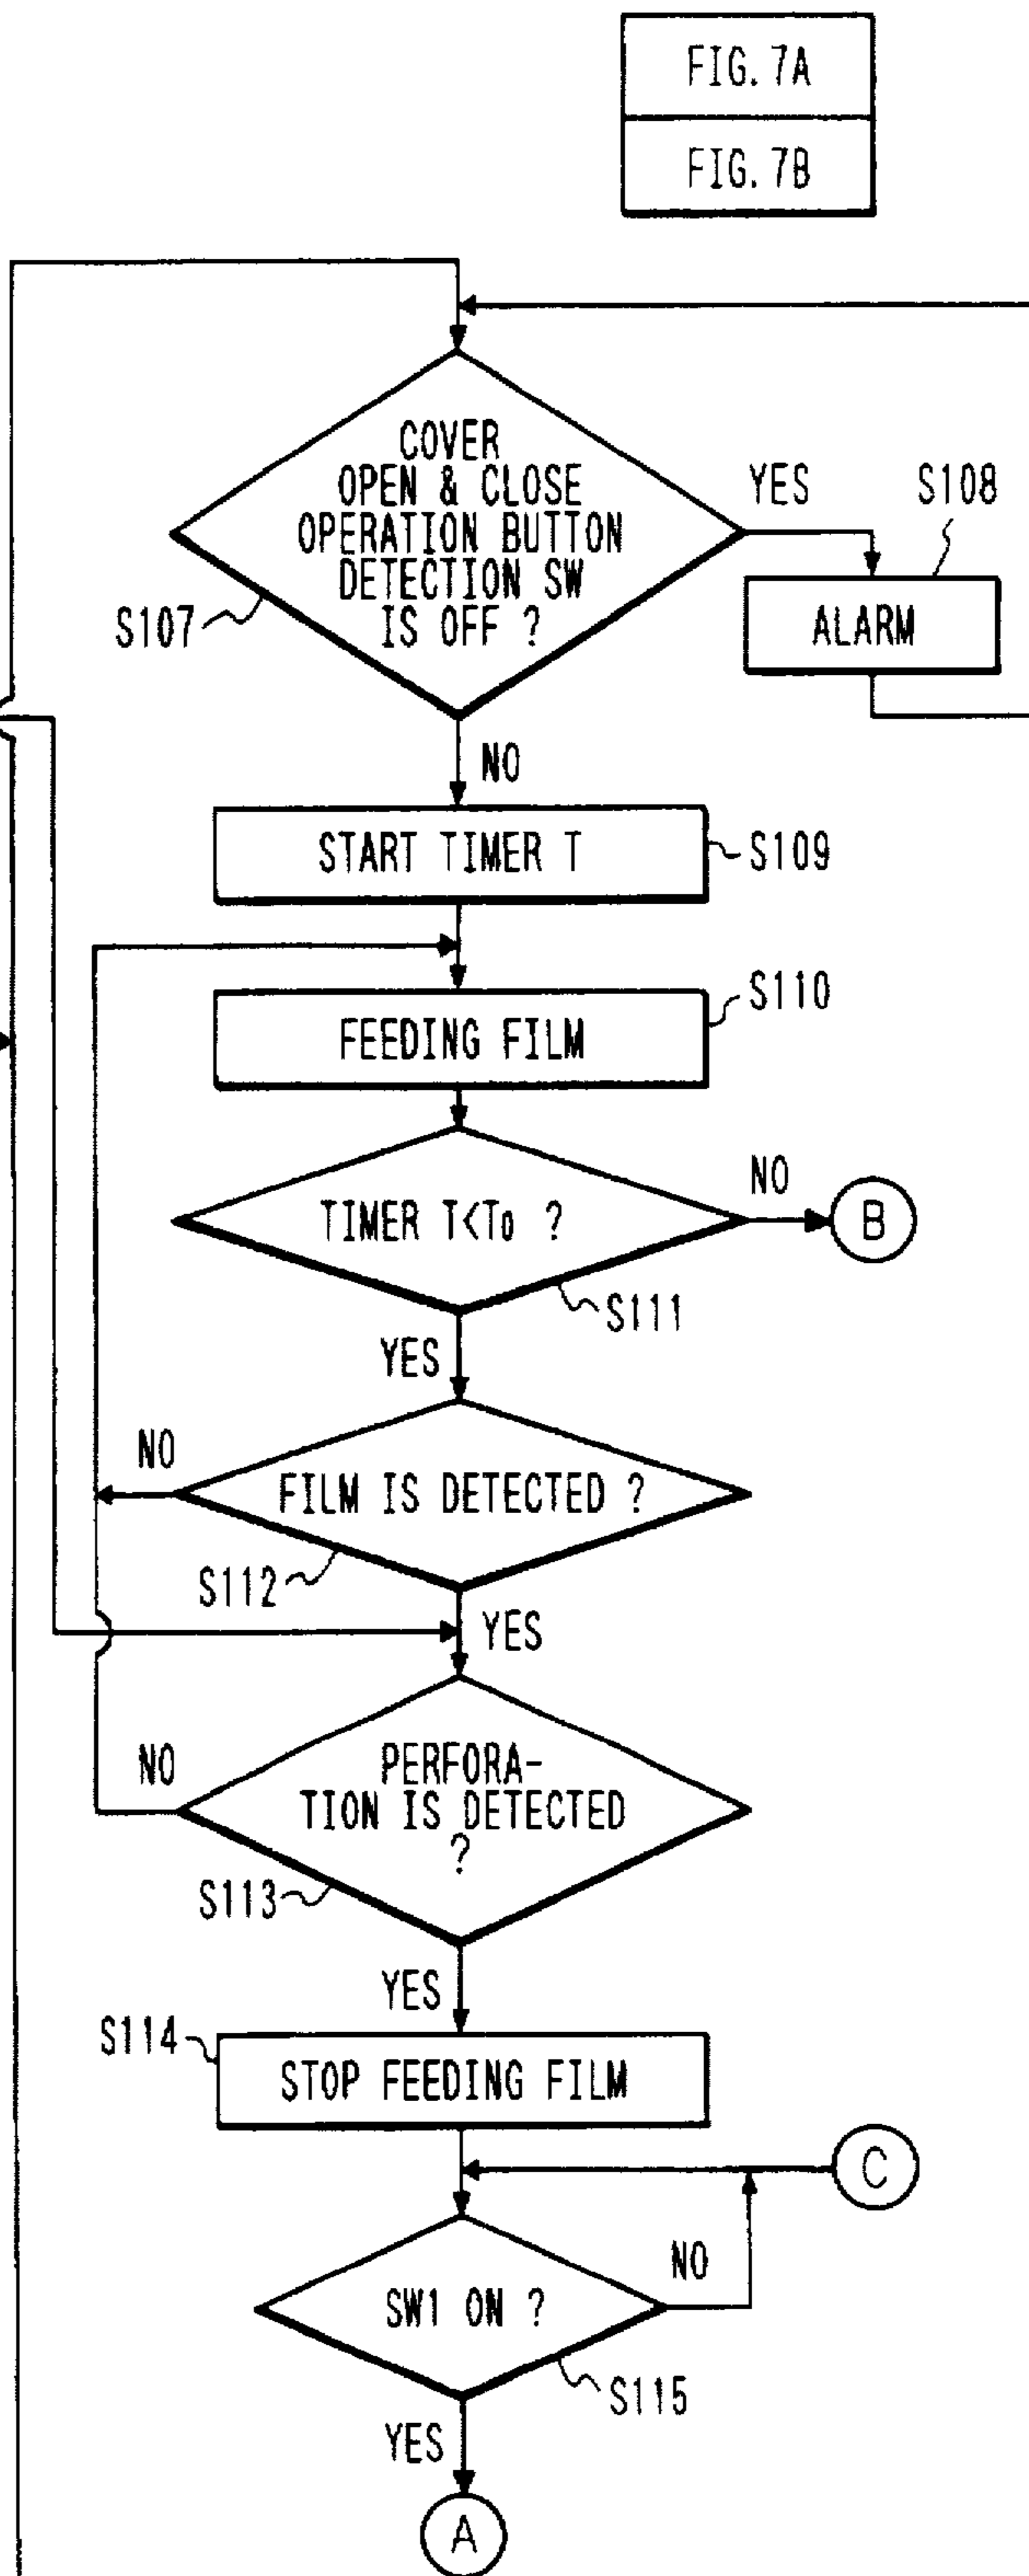 FIG. 7A
FIG. 7B
COVER
OPEN & CLOSE
OPERATION BUTTON
DETECTION SW
IS OFF ?
S107
YES
S108
ALARM
NO
START TIMER T
S109
FEEDING FILM
S110
TIMER T<T0 ?
NO
B
S111
YES
NO
FILM IS DETECTED ?
S112
YES
NO
PERFORA-
TION IS DETECTED
?
S113
YES
S114
STOP FEEDING FILM
C
SW1 ON ?
NO
S115
YES
A